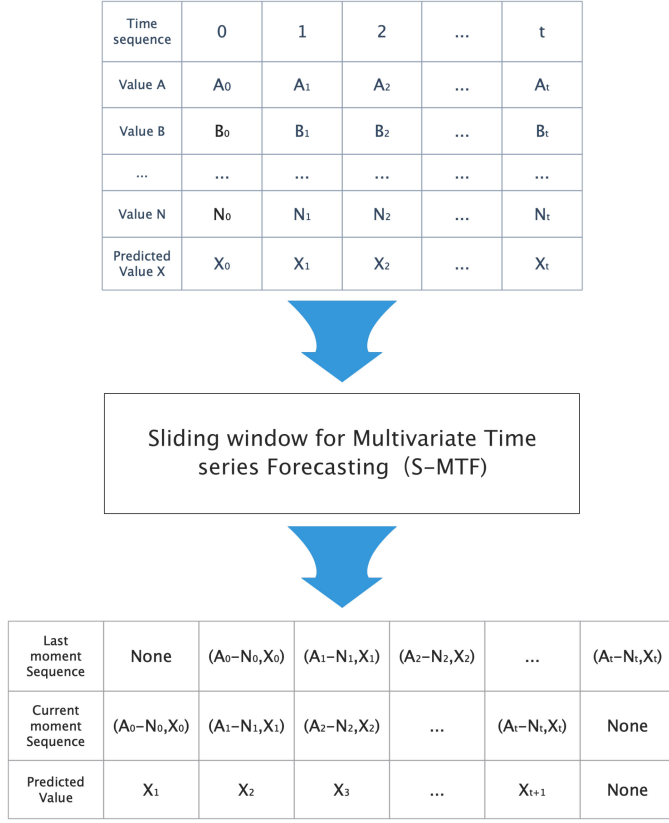 Time sequence 0 1 2 ... t
Value A A₀ A₁ A₂ ... Aₜ
Value B B₀ B₁ B₂ ... Bₜ
... ... ... ... ... ...
Value N N₀ N₁ N₂ ... Nₜ
Predicted Value X X₀ X₁ X₂ ... Xₜ
Sliding window for Multivariate Time
series Forecasting (S-MTF)
Last moment Sequence None (A₀-N₀,X₀) (A₁-N₁,X₁) (A₂-N₂,X₂) ... (Aₜ-Nₜ,Xₜ)
Current moment Sequence (A₀-N₀,X₀) (A₁-N₁,X₁) (A₂-N₂,X₂) ... (Aₜ-Nₜ,Xₜ) None
Predicted Value X₁ X₂ X₃ ... Xₜ₊₁ None